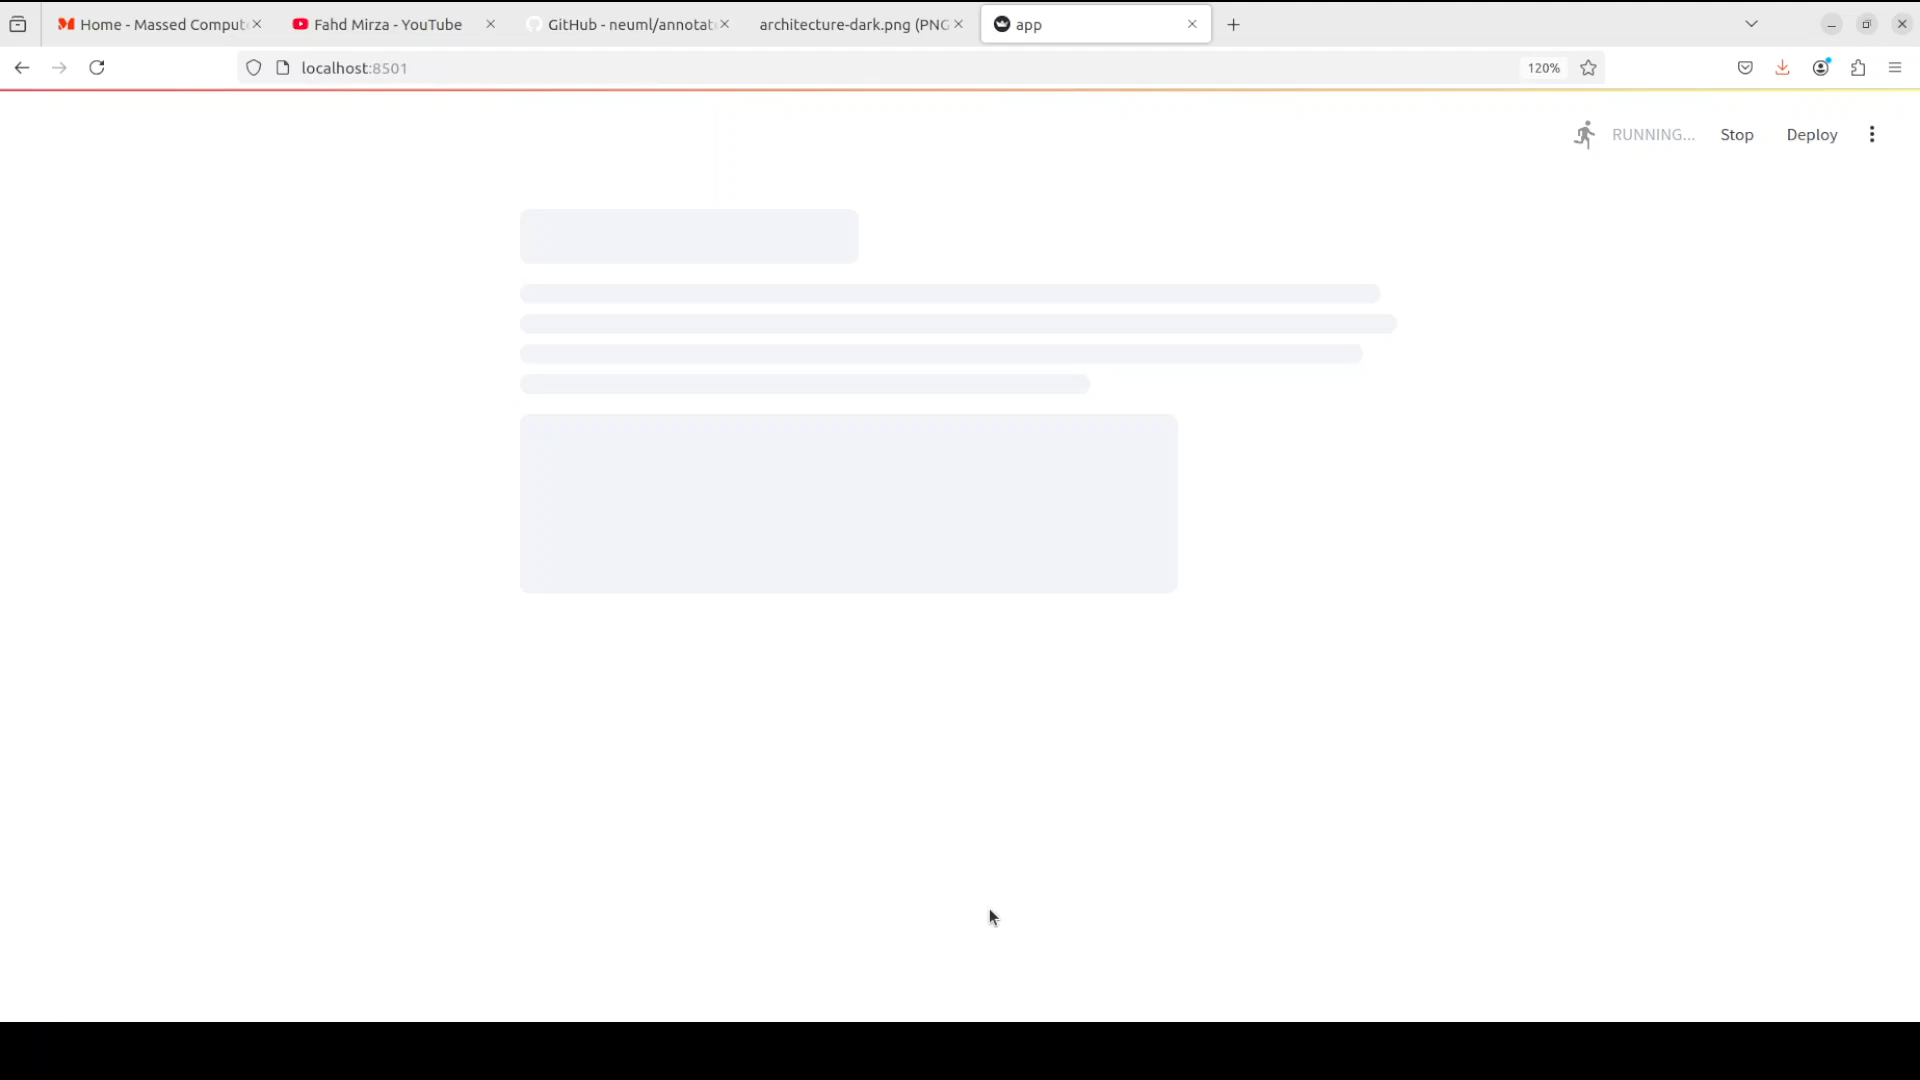 Home - Massed Compute
Fahd Mirza - YouTube
GitHub - neuml/annotat
architecture-dark.png (PNG
app
localhost:8501
120%
RUNNING...
Stop
Deploy